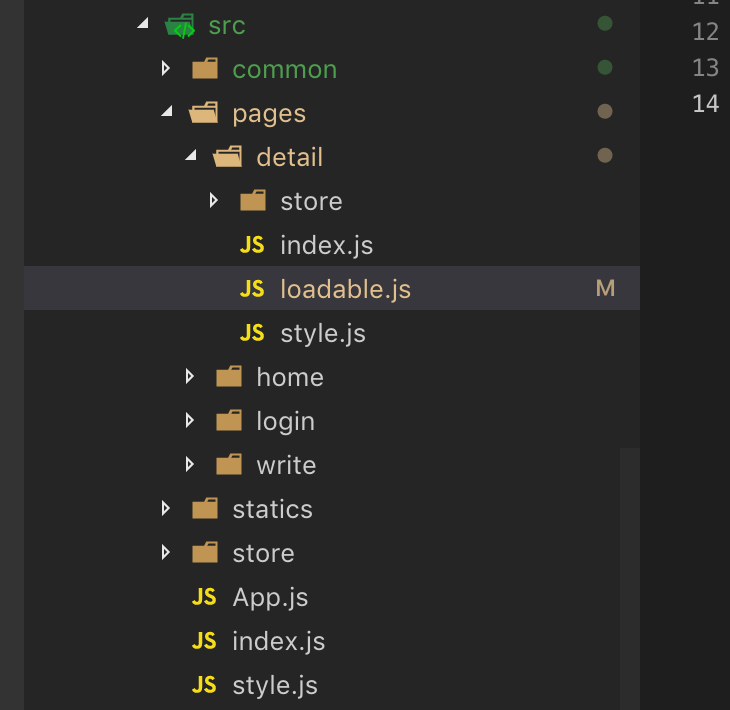 src
11
12
common
13
pages
14
detail
store
JS index.js
JS loadable.js M
JS style.js
home
login
write
statics
store
JS App.js
JS index.js
JS style.js